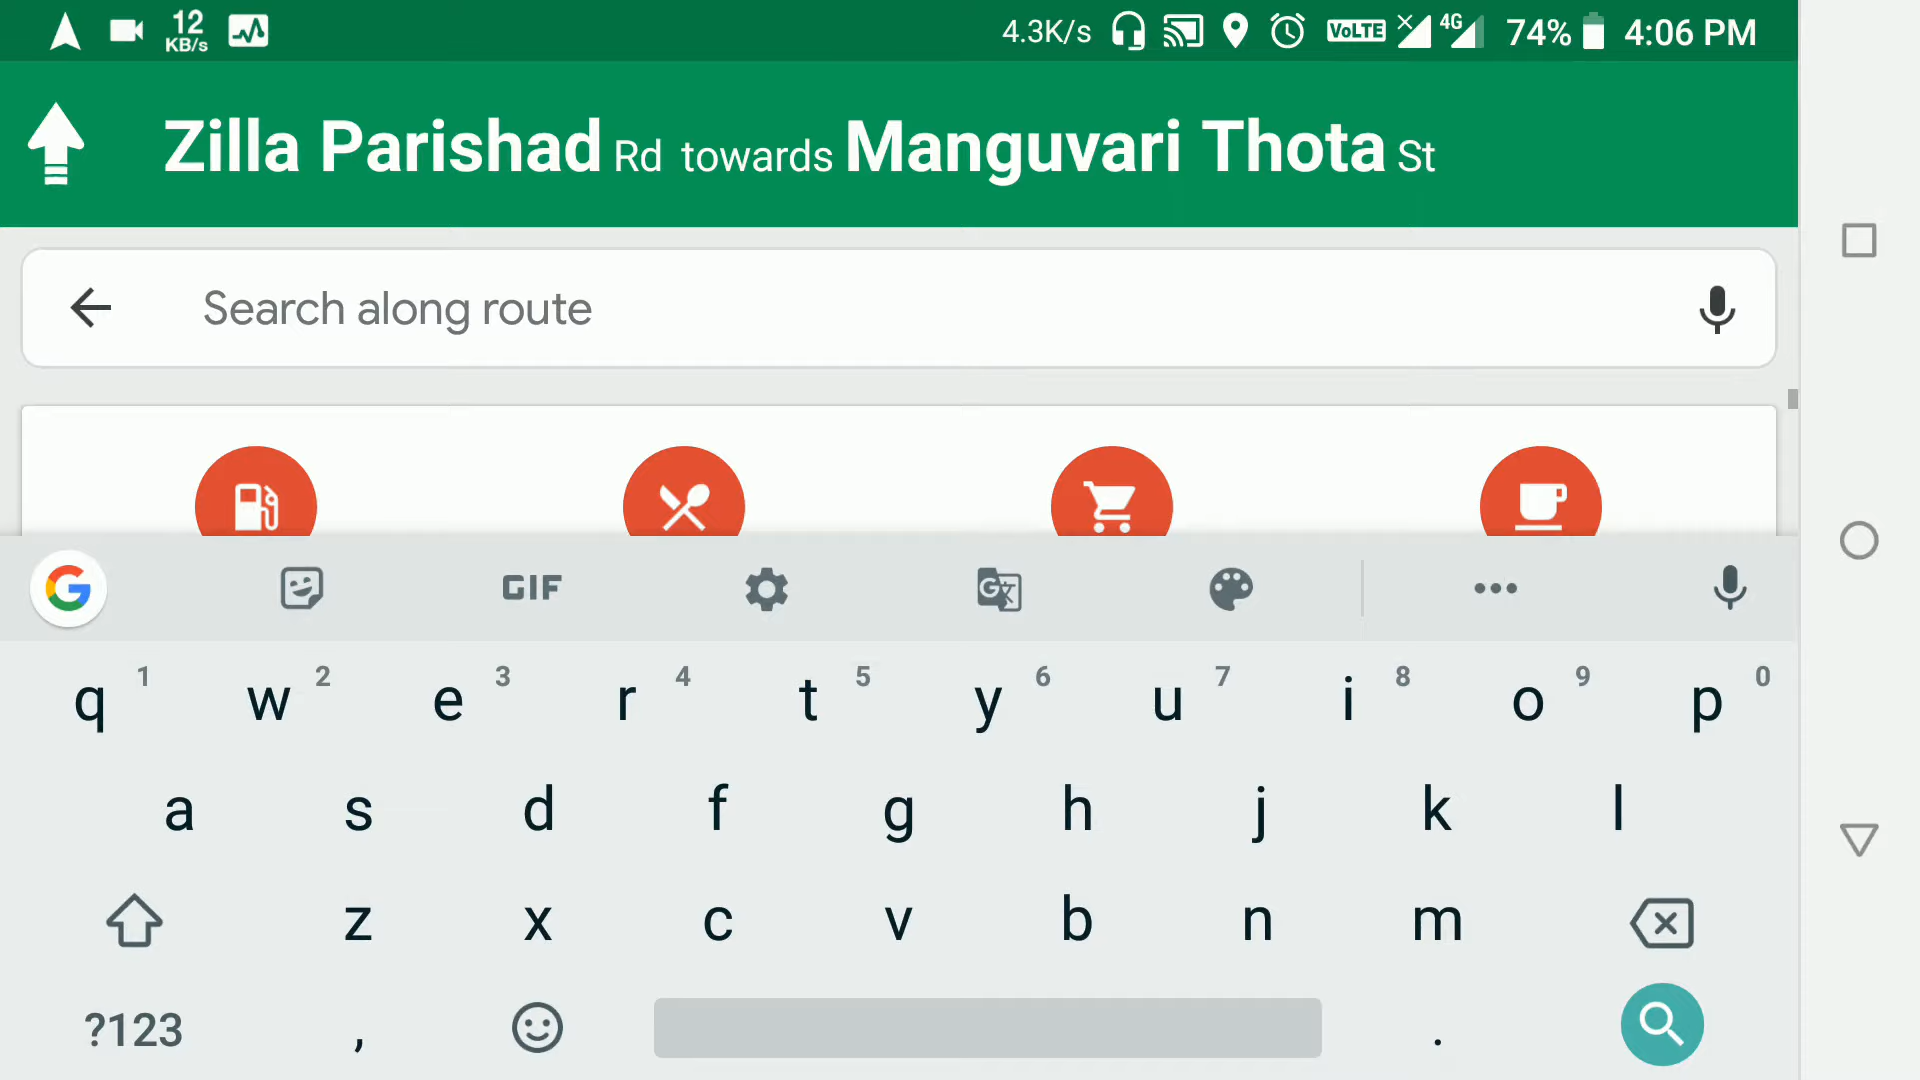 12
KB/s
4.3K/s VoLTE 4G 74% 4:06 PM
Zilla Parishad Rd towards Manguvari Thota St
Search along route
G GIF G
q 1 w 2 e 3 r 4 t 5 y 6 u 7 i 8 o 9 p 0
a s d f g h j k l
z x c v b n m
?123 , .